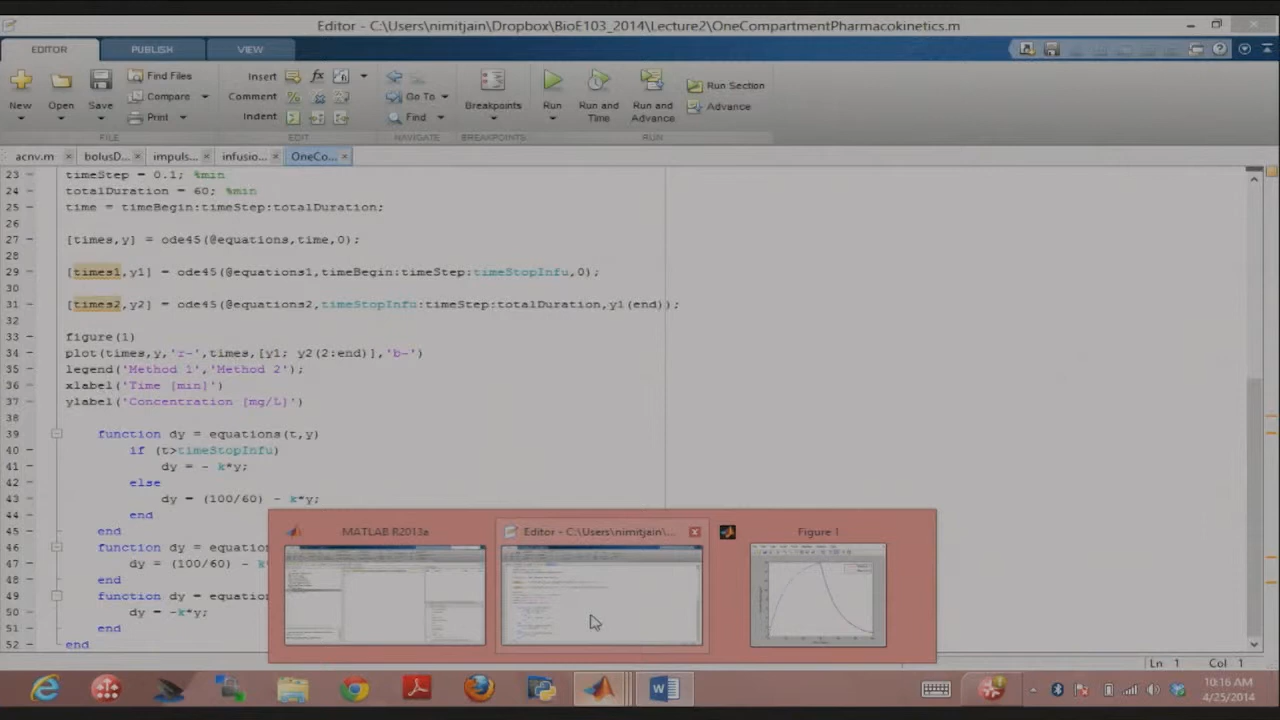 Editor - C:\Users\nimitjain\Dropbox\BioE103_2014\Lecture2\OneCompartmentPharmacokinetics.m
EDITOR PUBLISH VIEW
Find Files Insert fx
New Open Save Compare Comment Go To Breakpoints Run Run and Time Run and Advance Run Section Advance
Print Indent Find
FILE EDIT NAVIGATE BREAKPOINTS RUN
acnv.m × bolusD... × impuls... × infusio... × OneCo... ×
23 timeStep = 0.1; %min
24 totalDuration = 60; %min
25 time = timeBegin:timeStep:totalDuration;
26
27 [times,y] = ode45(@equations,time,0);
28
29 [times1,y1] = ode45(@equations1,timeBegin:timeStep:timeStopInfu,0);
30
31 [times2,y2] = ode45(@equations2,timeStopInfu:timeStep:totalDuration,y1(end));
32
33 figure(1)
34 plot(times,y,'r-',times,[y1; y2(2:end)],'b-')
35 legend('Method 1','Method 2');
36 xlabel('Time [min]')
37 ylabel('Concentration [mg/L]')
38
39 function dy = equations(t,y)
40 if (t>timeStopInfu)
41 dy = - k*y;
42 else
43 dy = (100/60) - k*y;
44 end
45 end
46 function dy = equatio
47 dy = (100/60) - k
48 end
49 function dy = equatio
50 dy = -k*y;
51 end
52 end
MATLAB R2013a
Editor - C:\Users\nimitjain\...
Figure 1
Ln 1 Col 1
10:16 AM
4/25/2014